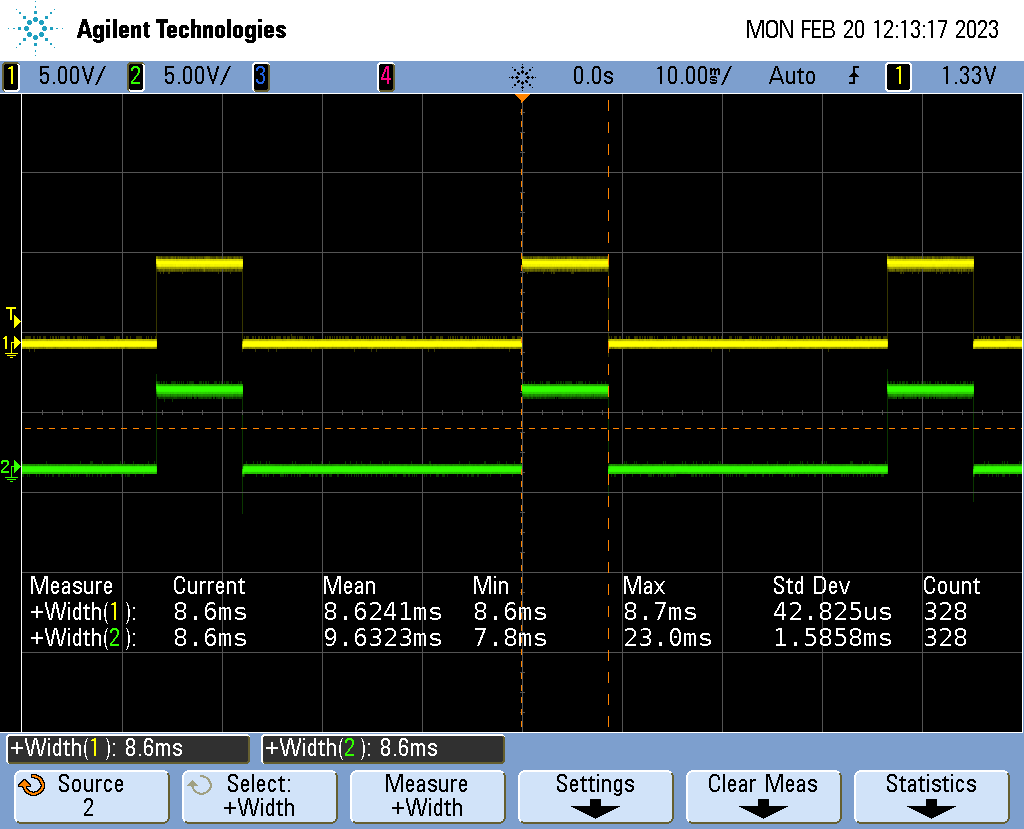 Agilent Technologies MON FEB 20 12:13:17 2023
1 5.00V/ 2 5.00V/ 3 4 0.0s 10.00ms/ Auto 1 1.33V
T
1
2
Measure Current Mean Min Max Std Dev Count
+Width(1): 8.6ms 8.6241ms 8.6ms 8.7ms 42.825us 328
+Width(2): 8.6ms 9.6323ms 7.8ms 23.0ms 1.5858ms 328
+Width(1): 8.6ms +Width(2): 8.6ms
Source Select: Measure Settings Clear Meas Statistics
2 +Width +Width